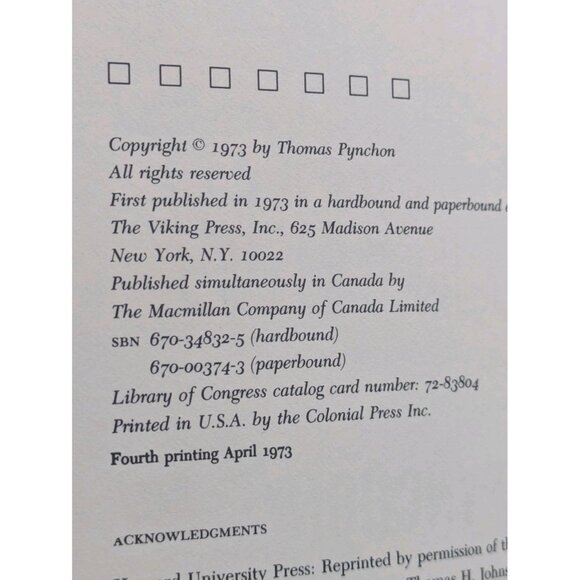 Copyright © 1973 by Thomas Pynchon
All rights reserved
First published in 1973 in a hardbound and paperbound
The Viking Press, Inc., 625 Madison Avenue
New York, N.Y. 10022
Published simultaneously in Canada by
The Macmillan Company of Canada Limited
SBN 670-34832-5 (hardbound)
670-00374-3 (paperbound)
Library of Congress catalog card number: 72-83804
Printed in U.S.A. by the Colonial Press Inc.
Fourth printing April 1973
ACKNOWLEDGMENTS
University Press: Reprinted by permission of
H.